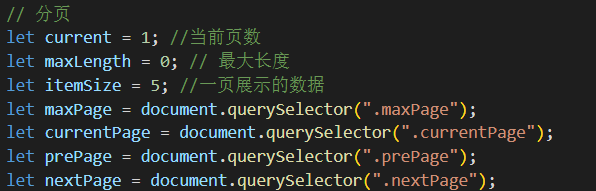 // 分页
let current = 1; //当前页数
let maxLength = 0; // 最大长度
let itemSize = 5; //一页展示的数据
let maxPage = document.querySelector(".maxPage");
let currentPage = document.querySelector(".currentPage");
let prePage = document.querySelector(".prePage");
let nextPage = document.querySelector(".nextPage");